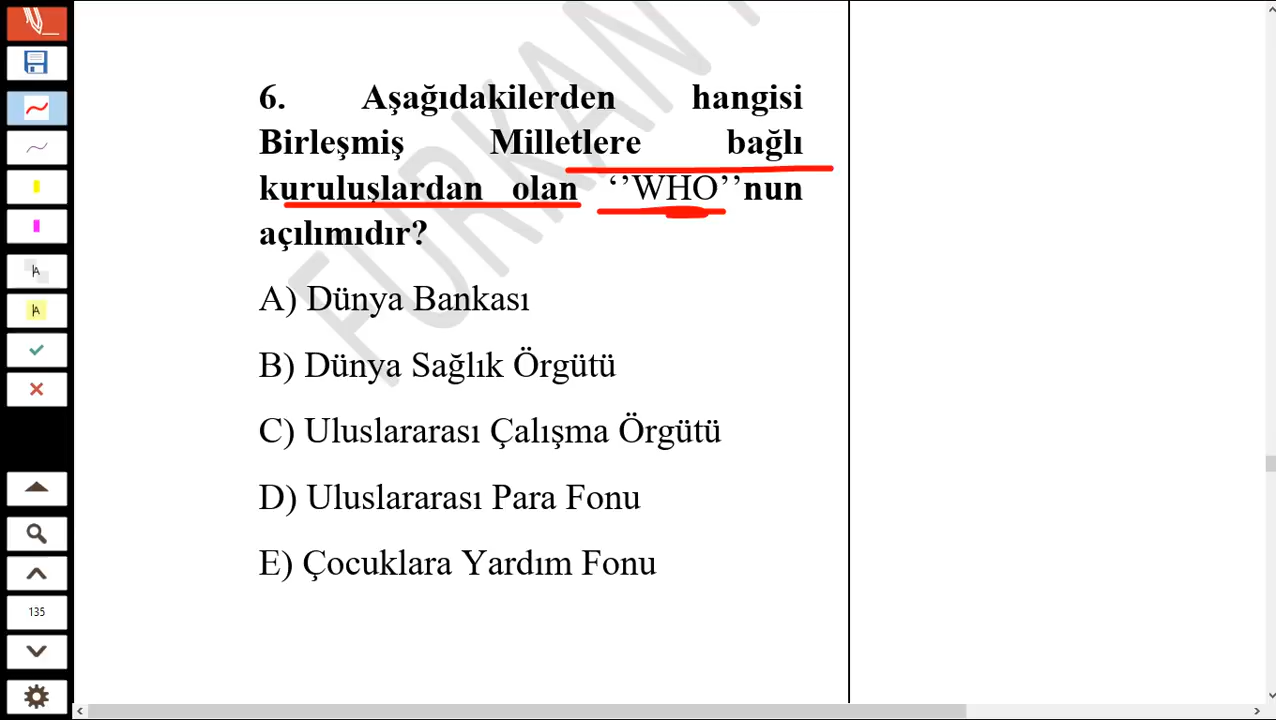 FURKAN
6. Aşağıdakilerden hangisi
Birleşmiş Milletlere bağlı
kuruluşlardan olan ‘’WHO’’nun
açılımıdır?
A) Dünya Bankası
B) Dünya Sağlık Örgütü
C) Uluslararası Çalışma Örgütü
D) Uluslararası Para Fonu
E) Çocuklara Yardım Fonu
135